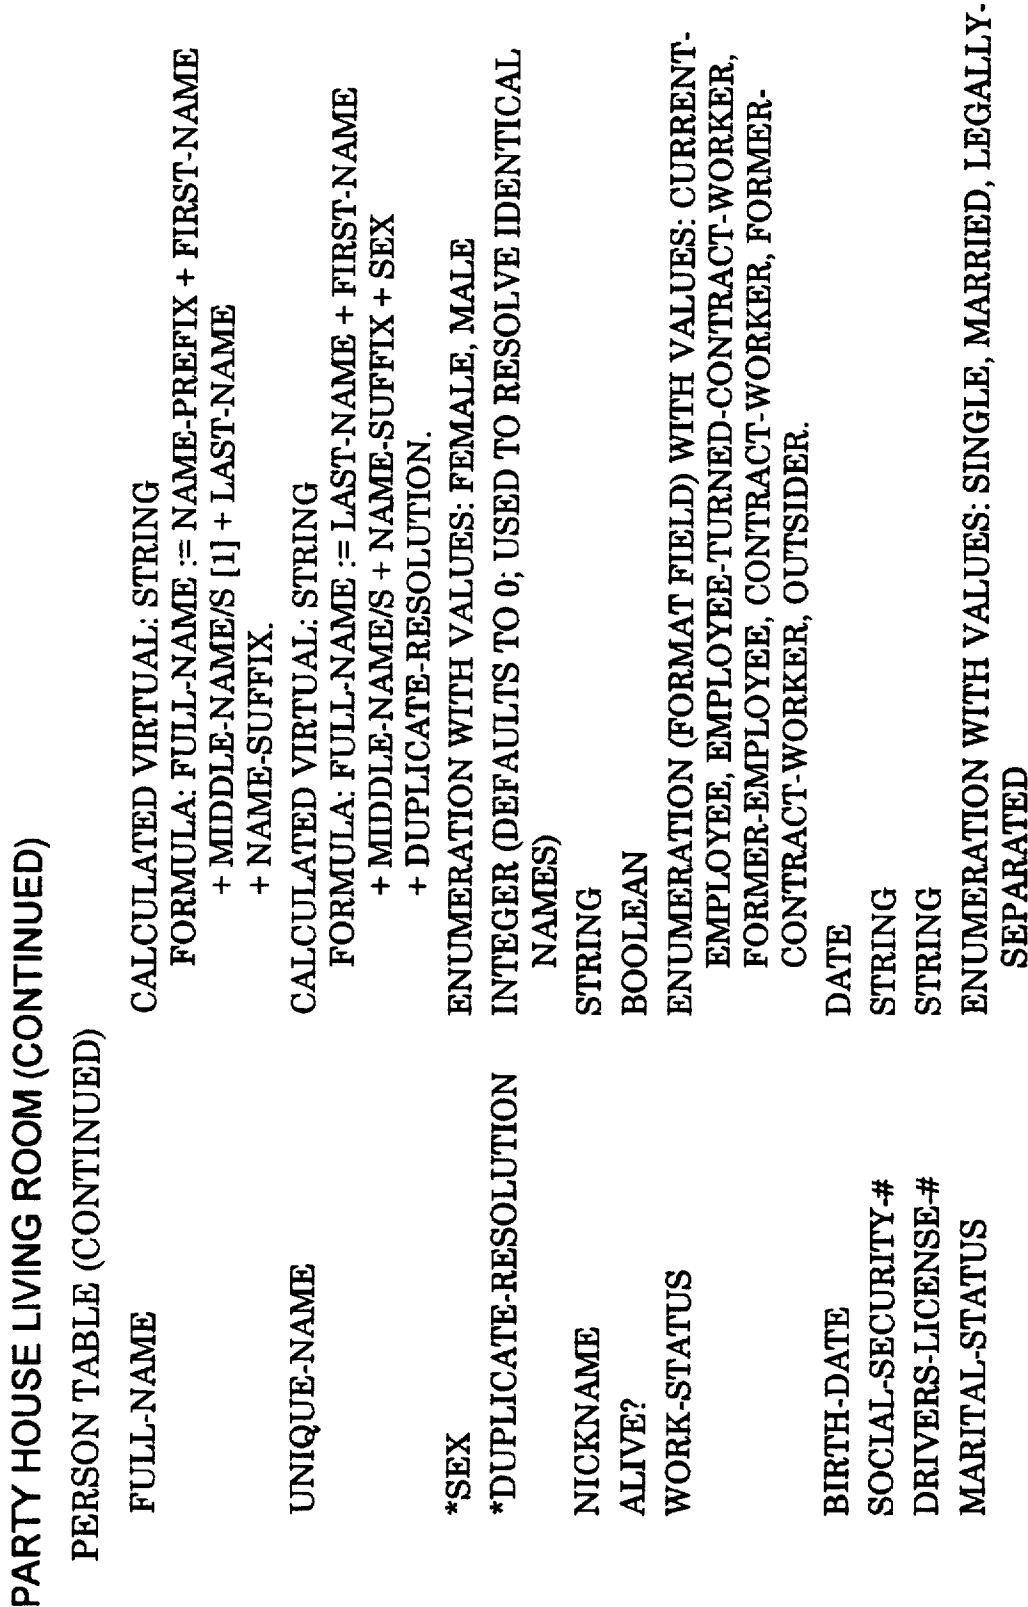 PARTY HOUSE LIVING ROOM (CONTINUED)
PERSON TABLE (CONTINUED)
FULL-NAME CALCULATED VIRTUAL: STRING
FORMULA: FULL-NAME := NAME-PREFIX + FIRST-NAME
+ MIDDLE-NAME/S [1] + LAST-NAME
+ NAME-SUFFIX.
UNIQUE-NAME CALCULATED VIRTUAL: STRING
FORMULA: FULL-NAME := LAST-NAME + FIRST-NAME
+ MIDDLE-NAME/S + NAME-SUFFIX + SEX
+ DUPLICATE-RESOLUTION.
*SEX ENUMERATION WITH VALUES: FEMALE, MALE
*DUPLICATE-RESOLUTION INTEGER (DEFAULTS TO 0; USED TO RESOLVE IDENTICAL
NAMES)
NICKNAME STRING
ALIVE? BOOLEAN
WORK-STATUS ENUMERATION (FORMAT FIELD) WITH VALUES: CURRENT-
EMPLOYEE, EMPLOYEE-TURNED-CONTRACT-WORKER,
FORMER-EMPLOYEE, CONTRACT-WORKER, FORMER-
CONTRACT-WORKER, OUTSIDER.
BIRTH-DATE DATE
SOCIAL-SECURITY-# STRING
DRIVERS-LICENSE-# STRING
MARITAL-STATUS ENUMERATION WITH VALUES: SINGLE, MARRIED, LEGALLY-
SEPARATED